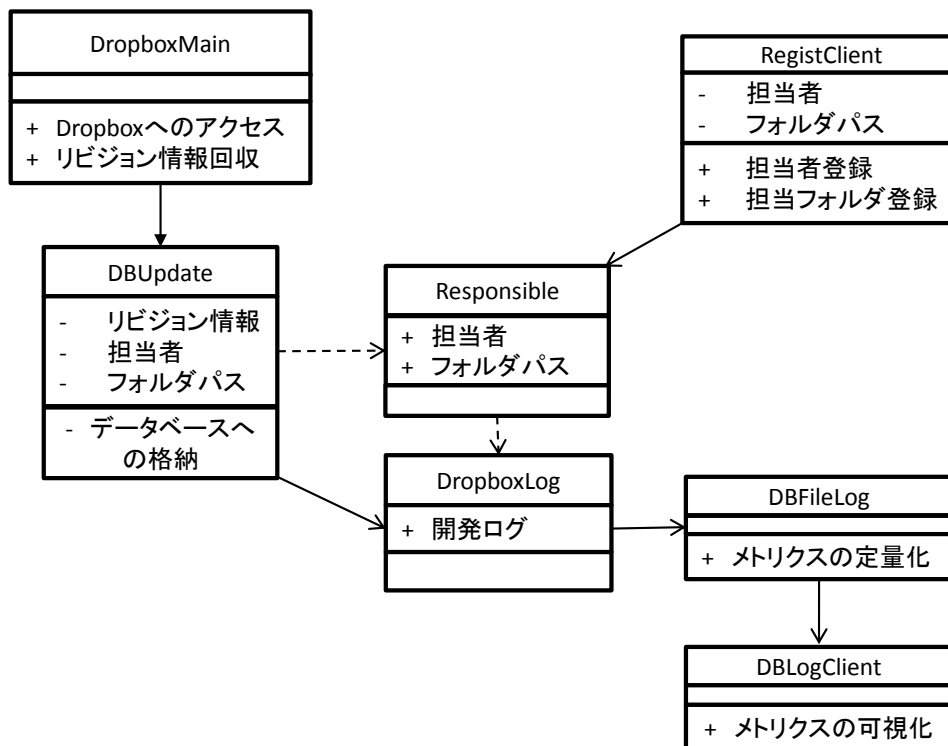 DropboxMain
+ Dropboxへのアクセス
+ リビジョン情報回収
RegistClient
- 担当者
- フォルダパス
+ 担当者登録
+ 担当フォルダ登録
DBUpdate
- リビジョン情報
- 担当者
- フォルダパス
- データベースへ
の格納
Responsible
+ 担当者
+ フォルダパス
DropboxLog
+ 開発ログ
DBFileLog
+ メトリクスの定量化
DBLogClient
+ メトリクスの可視化